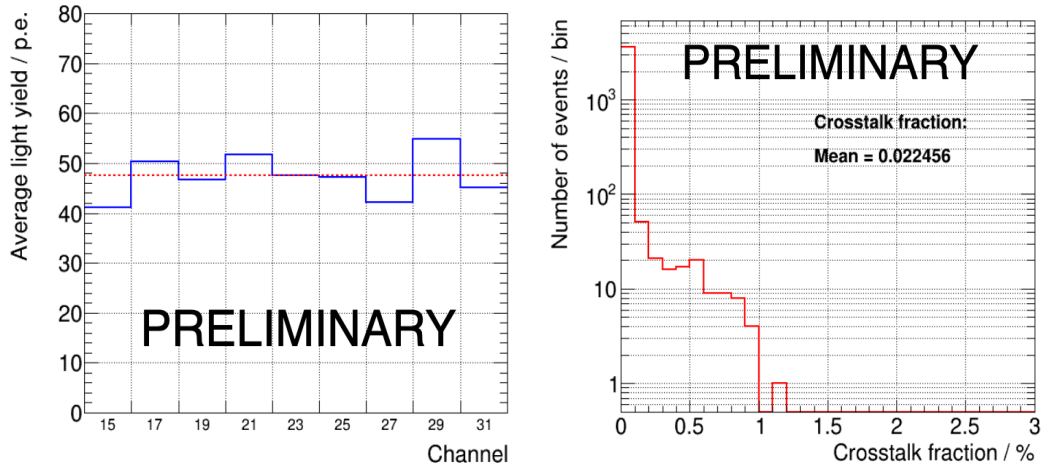 Average light yield / p.e.
80
70
60
50
40
30
20
10
0
PRELIMINARY
15 17 19 21 23 25 27 29 31
Channel
Number of events / bin
10³
10²
10
1
PRELIMINARY
Crosstalk fraction:
Mean = 0.022456
0 0.5 1 1.5 2 2.5 3
Crosstalk fraction / %